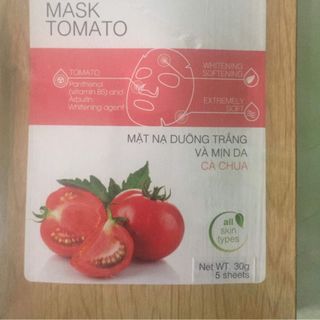 MASK
TOMATO
TOMATO
Panthenol
(vitamin B5) and
Arbutin
Whitening agent
WHITENING
SOFTENING
EXTREMELY
SOFT
MẶT NẠ DƯỠNG TRẮNG
VÀ MỊN DA
CÀ CHUA
all
skin
types
Net WT. 30g
5 sheets